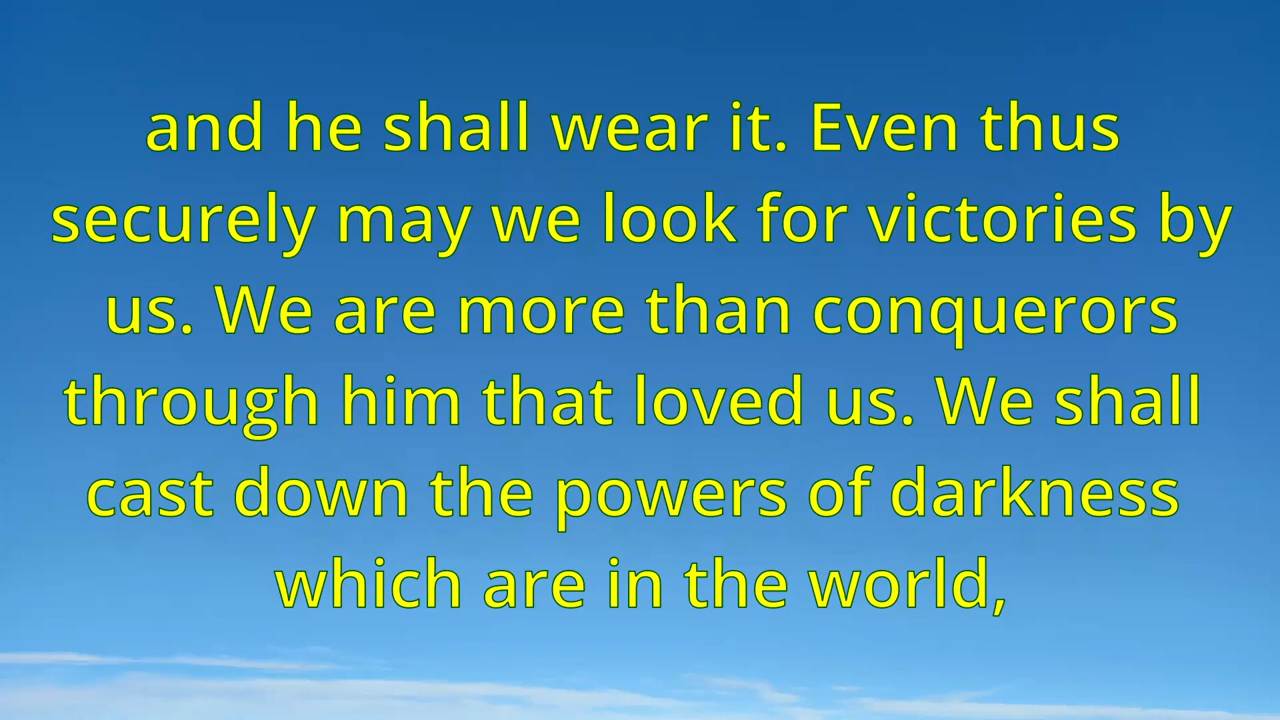 and he shall wear it. Even thus
securely may we look for victories by
us. We are more than conquerors
through him that loved us. We shall
cast down the powers of darkness
which are in the world,